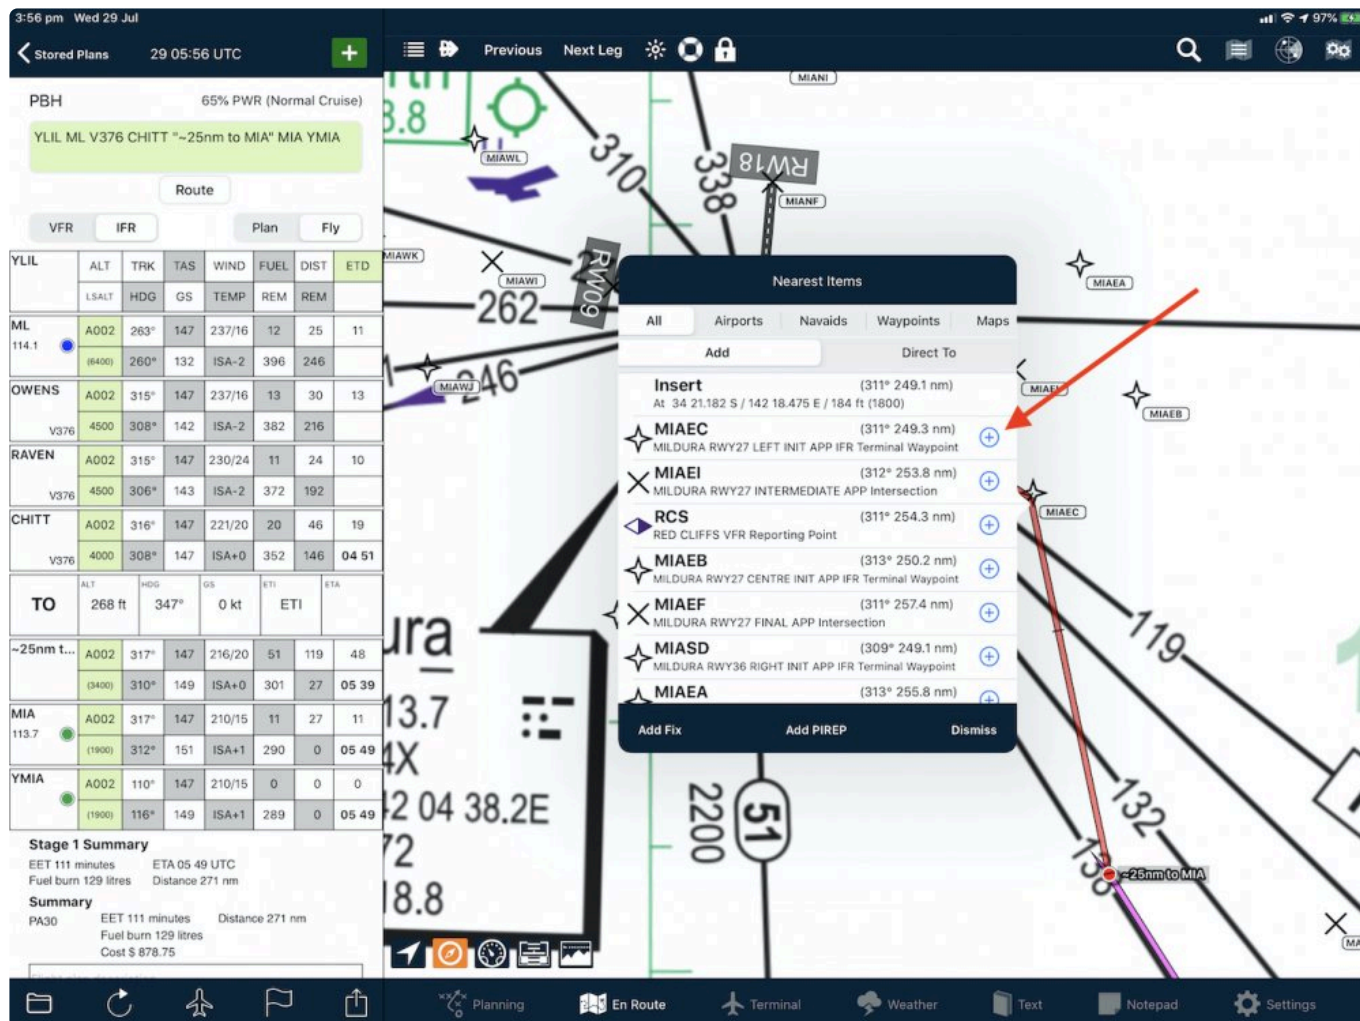 3:56 pm Wed 29 Jul
97%
Stored Plans
29 05:56 UTC
Previous
Next Leg
PBH
65% PWR (Normal Cruise)
YLIL ML V376 CHITT "~25nm to MIA" MIA YMIA
Route
VFR IFR Plan Fly
YLIL ALT TRK TAS WIND FUEL DIST ETD
LSALT HDG GS TEMP REM REM
ML A002 263° 147 237/16 12 25 11
114.1 (6400) 260° 132 ISA-2 396 246
OWENS A002 315° 147 237/16 13 30 13
V376 4500 308° 142 ISA-2 382 216
RAVEN A002 315° 147 230/24 11 24 10
V376 4500 306° 143 ISA-2 372 192
CHITT A002 316° 147 221/20 20 46 19
V376 4000 308° 147 ISA+0 352 146 04 51
ALT HDG GS ETI ETA
TO 268 ft 347° 0 kt ETI
~25nm t... A002 317° 147 216/20 51 119 48
(3400) 310° 149 ISA+0 301 27 05 39
MIA A002 317° 147 210/15 11 27 11
113.7 (1900) 312° 151 ISA+1 290 0 05 49
YMIA A002 110° 147 210/15 0 0 0
(1900) 116° 149 ISA+1 289 0 05 49
Stage 1 Summary
EET 111 minutes ETA 05 49 UTC
Fuel burn 129 litres Distance 271 nm
Summary
PA30 EET 111 minutes Distance 271 nm
Fuel burn 129 litres
Cost $ 878.75
MIANI
3.8
MIAWL
310
338
RW18
MIANF
MIAWK
MIAWI
RW09
262
MIAWJ
246
MIAEA
MIAEB
MIAEC
Nearest Items
All Airports Navaids Waypoints Maps
Add Direct To
Insert (311° 249.1 nm)
At 34 21.182 S / 142 18.475 E / 184 ft (1800)
MIAEC (311° 249.3 nm)
MILDURA RWY27 LEFT INIT APP IFR Terminal Waypoint
MIAEI (312° 253.8 nm)
MILDURA RWY27 INTERMEDIATE APP Intersection
RCS (311° 254.3 nm)
RED CLIFFS VFR Reporting Point
MIAEB (313° 250.2 nm)
MILDURA RWY27 CENTRE INIT APP IFR Terminal Waypoint
MIAEF (311° 257.4 nm)
MILDURA RWY27 FINAL APP Intersection
MIASD (309° 249.1 nm)
MILDURA RWY36 RIGHT INIT APP IFR Terminal Waypoint
MIAEA (313° 255.8 nm)
Add Fix Add PIREP Dismiss
ura
13.7
4X
42 04 38.2E
72
18.8
2200
51
119
132
138
~25nm to MIA
Planning
En Route
Terminal
Weather
Text
Notepad
Settings